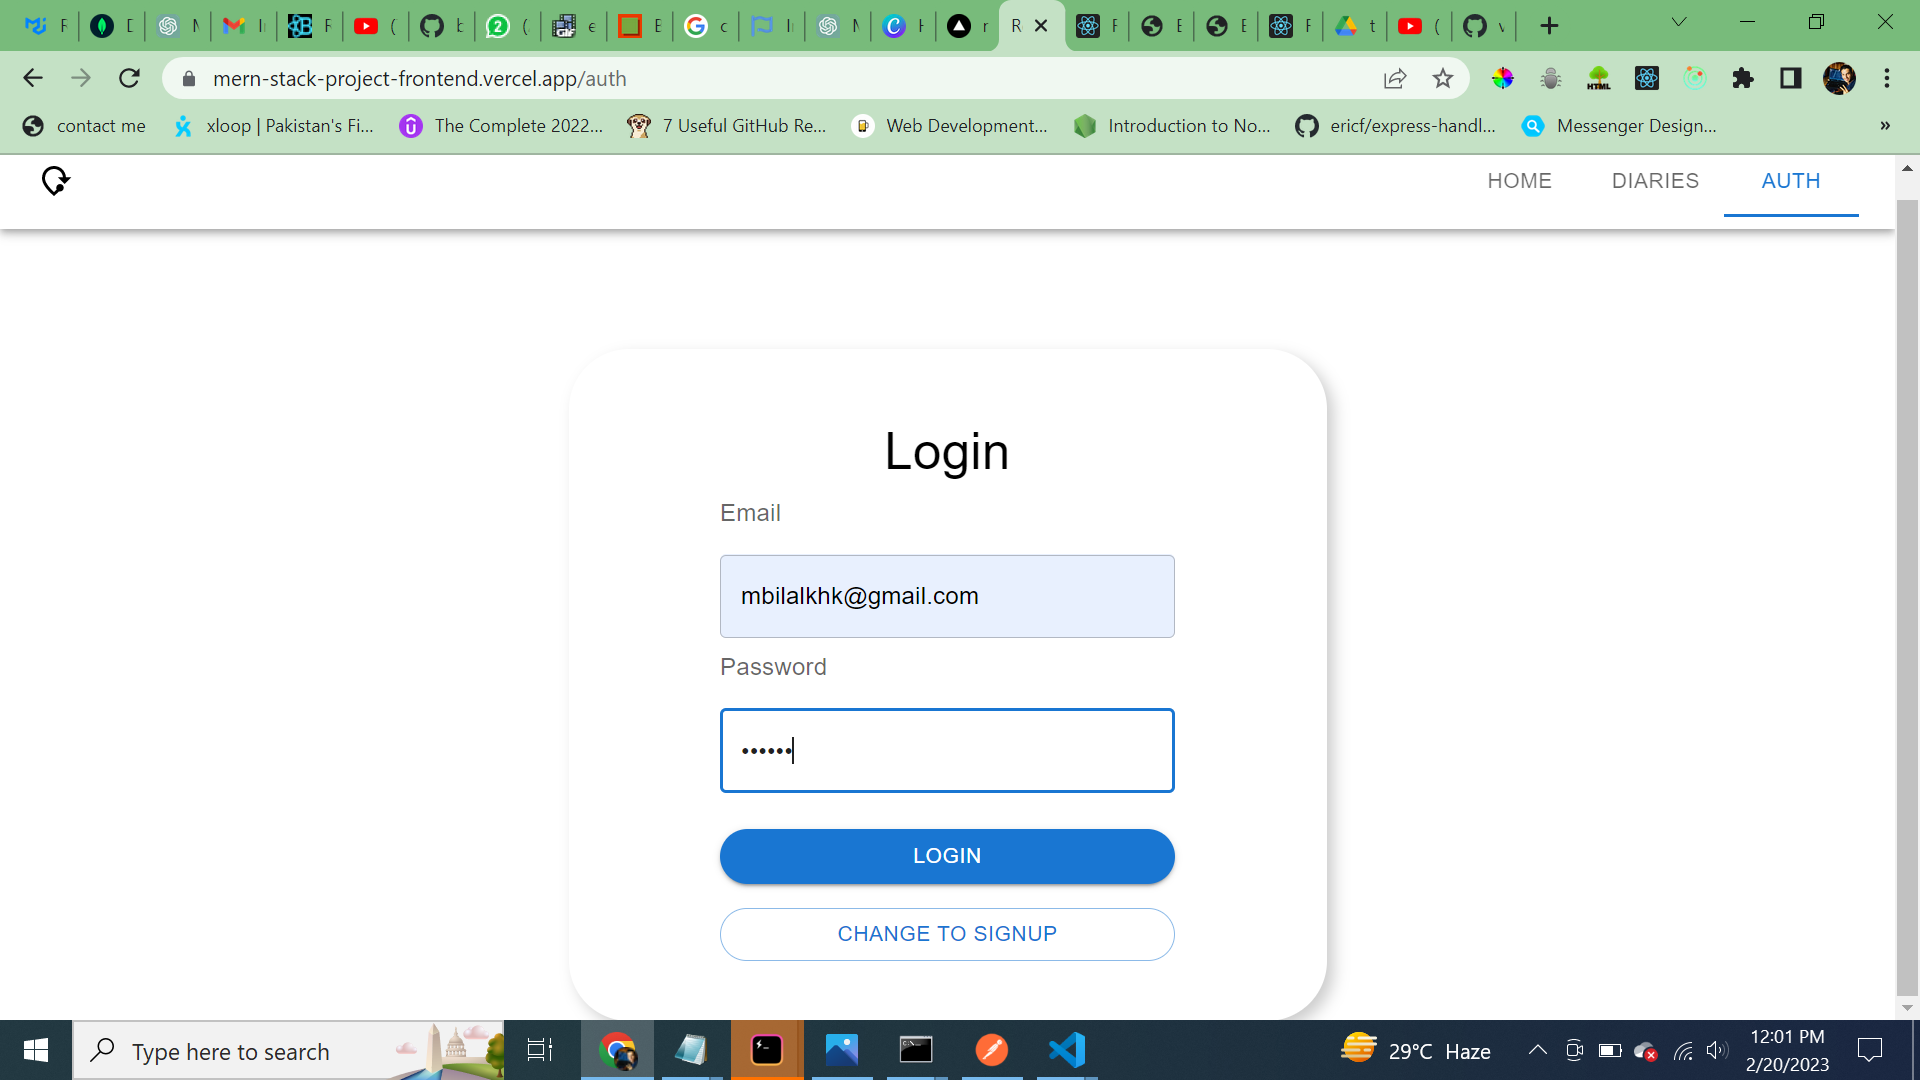 mern-stack-project-frontend.vercel.app/auth
contact me
xloop | Pakistan's Fi...
The Complete 2022...
7 Useful GitHub Re...
Web Development...
Introduction to No...
ericf/express-handl...
Messenger Design...
»
HOME
DIARIES
AUTH
Login
Email
mbilalkhk@gmail.com
Password
••••••
LOGIN
CHANGE TO SIGNUP
Type here to search
29°C Haze
12:01 PM
2/20/2023